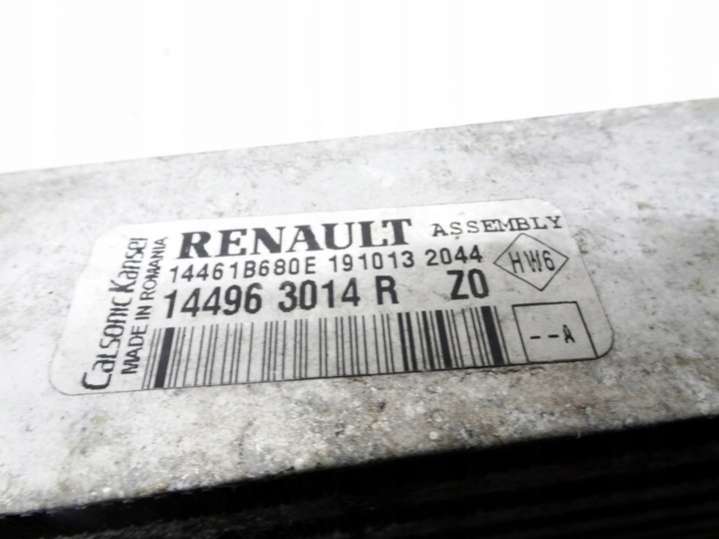 Calsonic Kansei
MADE IN ROMANIA
RENAULT ASSEMBLY
14461B680E 191013 2044
HW6
14496 3014 R Z0
--A